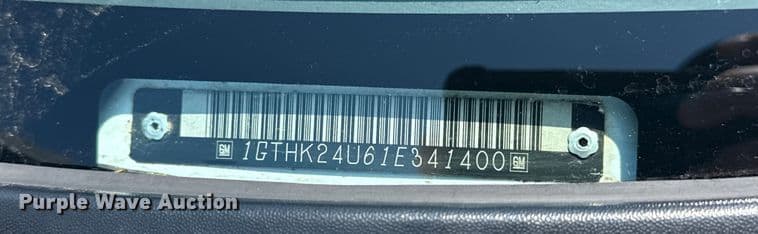 GM 1GTHK24U61E341400 GM
Purple Wave Auction